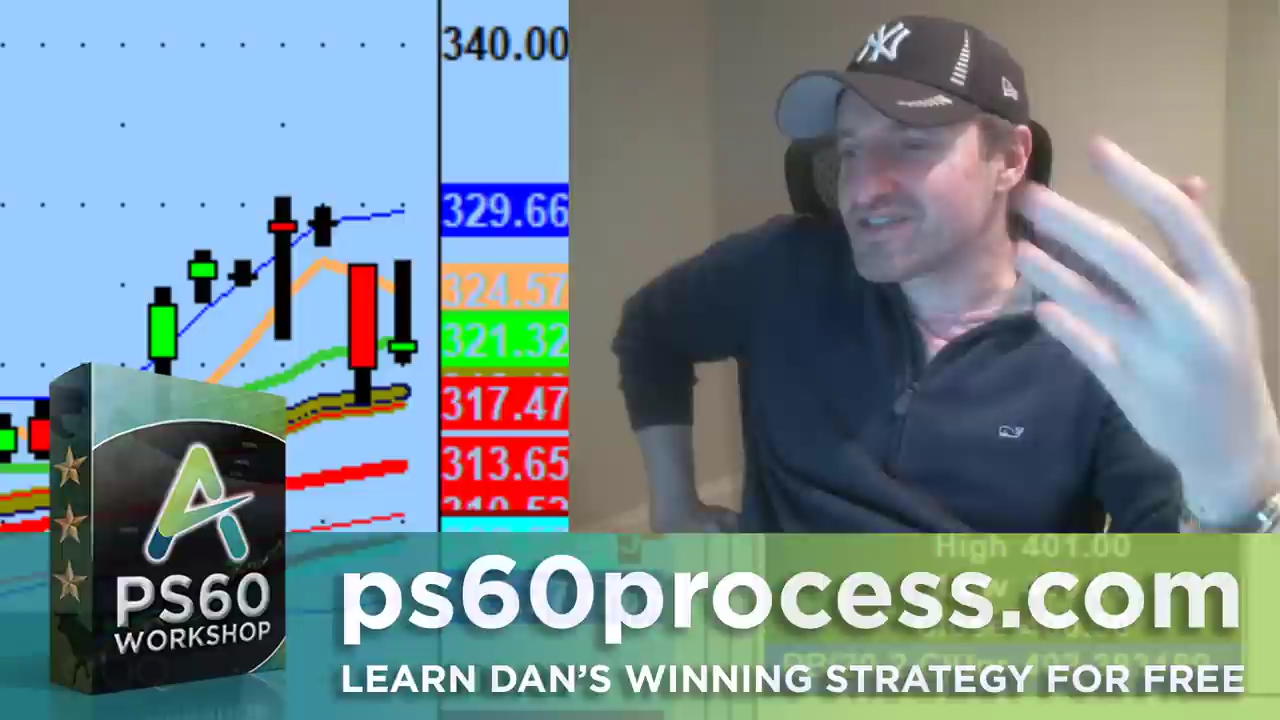 340.00
329.66
324.57
321.32
317.47
313.65
NY
High 401.00
PS60
WORKSHOP
ps60process.com
LEARN DAN'S WINNING STRATEGY FOR FREE